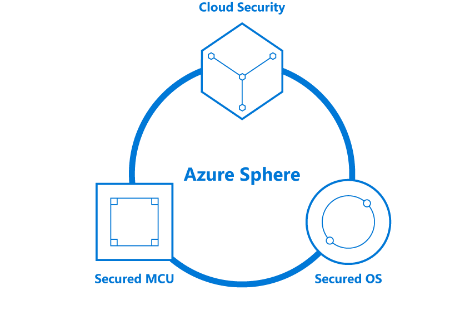 Cloud Security
Azure Sphere
Secured MCU
Secured OS